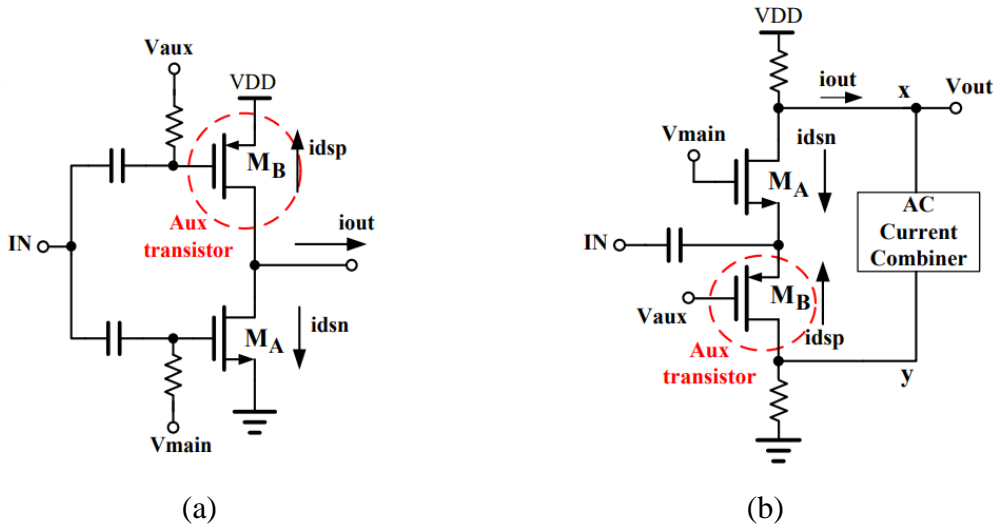 Vaux
VDD
idsp
MB
Aux
transistor
iout
IN
idsn
MA
Vmain
(a)
VDD
iout
x
Vout
Vmain
idsn
MA
AC
Current
Combiner
IN
MB
Vaux
idsp
Aux
transistor
y
(b)